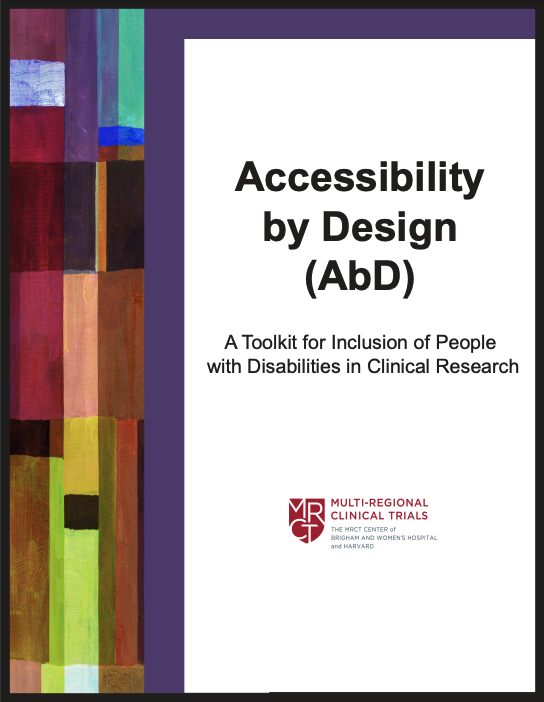 Accessibility
by Design
(AbD)
A Toolkit for Inclusion of People
with Disabilities in Clinical Research
MRCT
MULTI-REGIONAL
CLINICAL TRIALS
THE MRCT CENTER of
BRIGHAM AND WOMEN'S HOSPITAL
and HARVARD